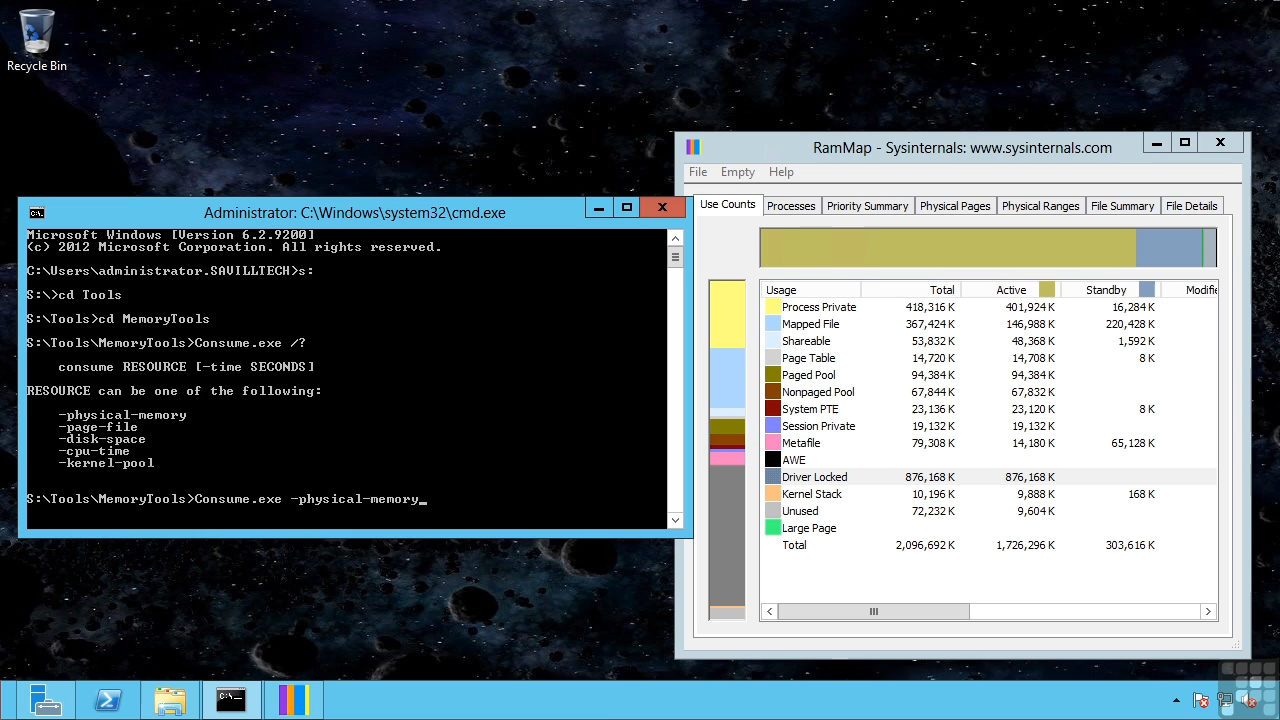 Recycle Bin
Administrator: C:\Windows\system32\cmd.exe
Microsoft Windows [Version 6.2.9200]
(c) 2012 Microsoft Corporation. All rights reserved.
C:\Users\administrator.SAVILLTECH>s:
S:\>cd Tools
S:\Tools>cd MemoryTools
S:\Tools\MemoryTools>Consume.exe /?
consume RESOURCE [-time SECONDS]
RESOURCE can be one of the following:
-physical-memory
-page-file
-disk-space
-cpu-time
-kernel-pool
S:\Tools\MemoryTools>Consume.exe -physical-memory_
RamMap - Sysinternals: www.sysinternals.com
File Empty Help
Use Counts Processes Priority Summary Physical Pages Physical Ranges File Summary File Details
Usage Total Active Standby Modifie
Process Private 418,316 K 401,924 K 16,284 K
Mapped File 367,424 K 146,988 K 220,428 K
Shareable 53,832 K 48,368 K 1,592 K
Page Table 14,720 K 14,708 K 8 K
Paged Pool 94,384 K 94,384 K
Nonpaged Pool 67,844 K 67,832 K
System PTE 23,136 K 23,120 K 8 K
Session Private 19,132 K 19,132 K
Metafile 79,308 K 14,180 K 65,128 K
AWE
Driver Locked 876,168 K 876,168 K
Kernel Stack 10,196 K 9,888 K 168 K
Unused 72,232 K 9,604 K
Large Page
Total 2,096,692 K 1,726,296 K 303,616 K